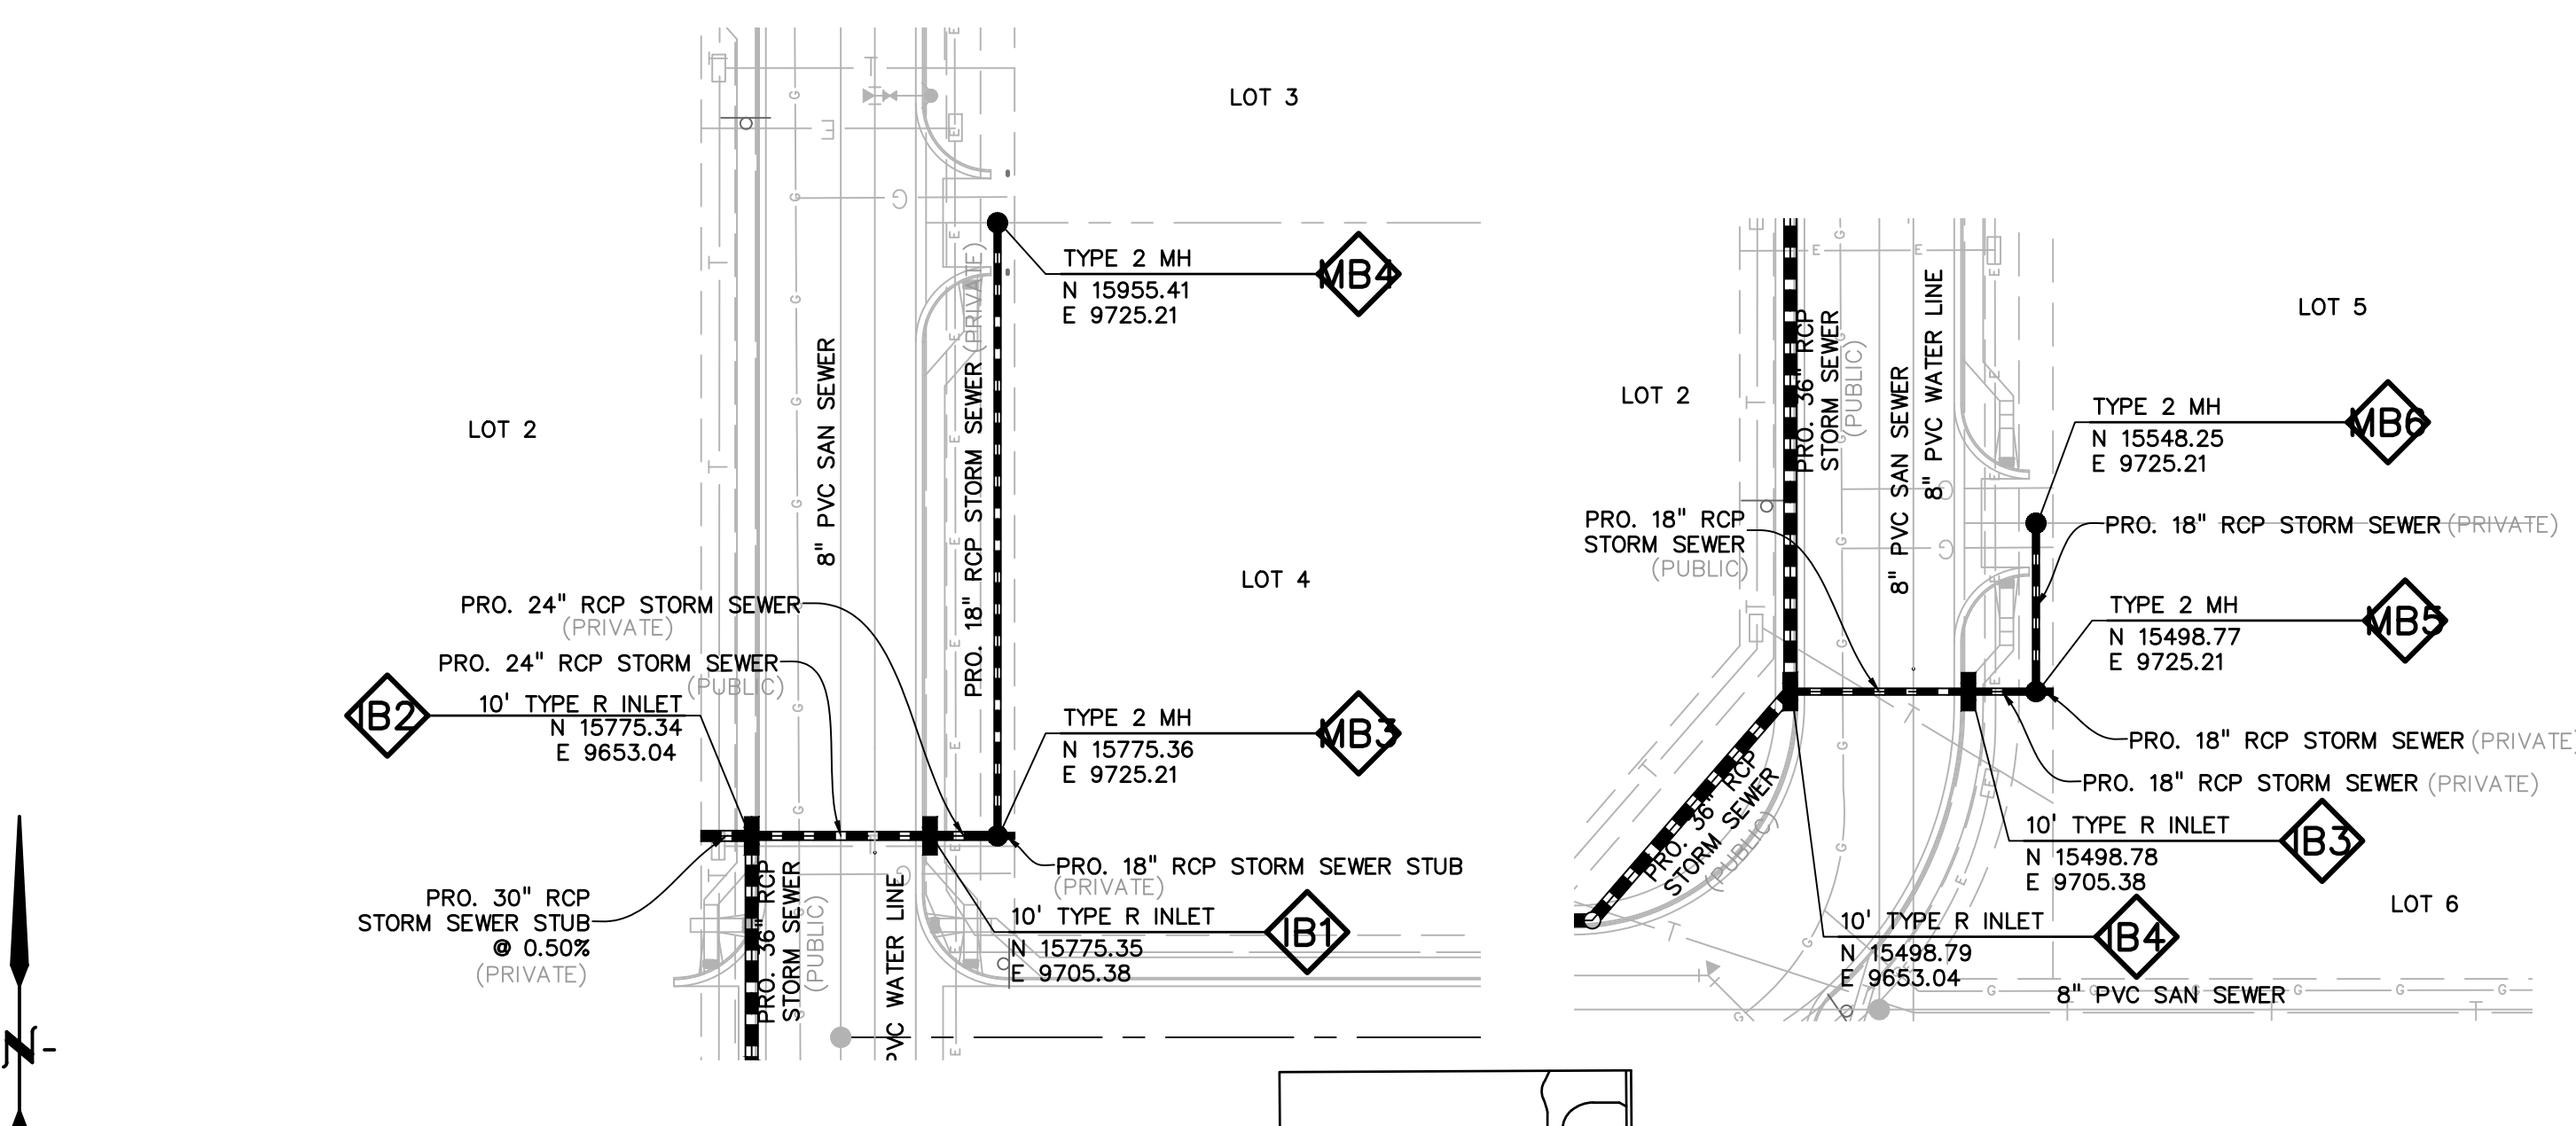 LOT 3
TYPE 2 MH
MB4
N 15955.41
E 9725.21
PRO. 18" RCP STORM SEWER (PRIVATE)
8" PVC SAN SEWER
LOT 2
LOT 4
PRO. 24" RCP STORM SEWER
(PRIVATE)
PRO. 24" RCP STORM SEWER
(PUBLIC)
IB2
10' TYPE R INLET
N 15775.34
E 9653.04
TYPE 2 MH
MB3
N 15775.36
E 9725.21
PRO. 18" RCP STORM SEWER STUB
(PRIVATE)
PRO. 30" RCP
STORM SEWER STUB
@ 0.50%
(PRIVATE)
PRO. 36" RCP
STORM SEWER
(PUBLIC)
PVC WATER LINE
10' TYPE R INLET
IB1
N 15775.35
E 9705.38
N
LOT 5
LOT 2
PRO. 36" RCP
STORM SEWER
(PUBLIC)
8" PVC SAN SEWER
8" PVC WATER LINE
TYPE 2 MH
MB6
N 15548.25
E 9725.21
PRO. 18" RCP
STORM SEWER
(PUBLIC)
PRO. 18" RCP STORM SEWER (PRIVATE)
TYPE 2 MH
MB5
N 15498.77
E 9725.21
PRO. 18" RCP STORM SEWER (PRIVATE)
PRO. 18" RCP STORM SEWER (PRIVATE)
PRO. 36" RCP
STORM SEWER
(PUBLIC)
10' TYPE R INLET
IB3
N 15498.78
E 9705.38
LOT 6
10' TYPE R INLET
IB4
N 15498.79
E 9653.04
8" PVC SAN SEWER